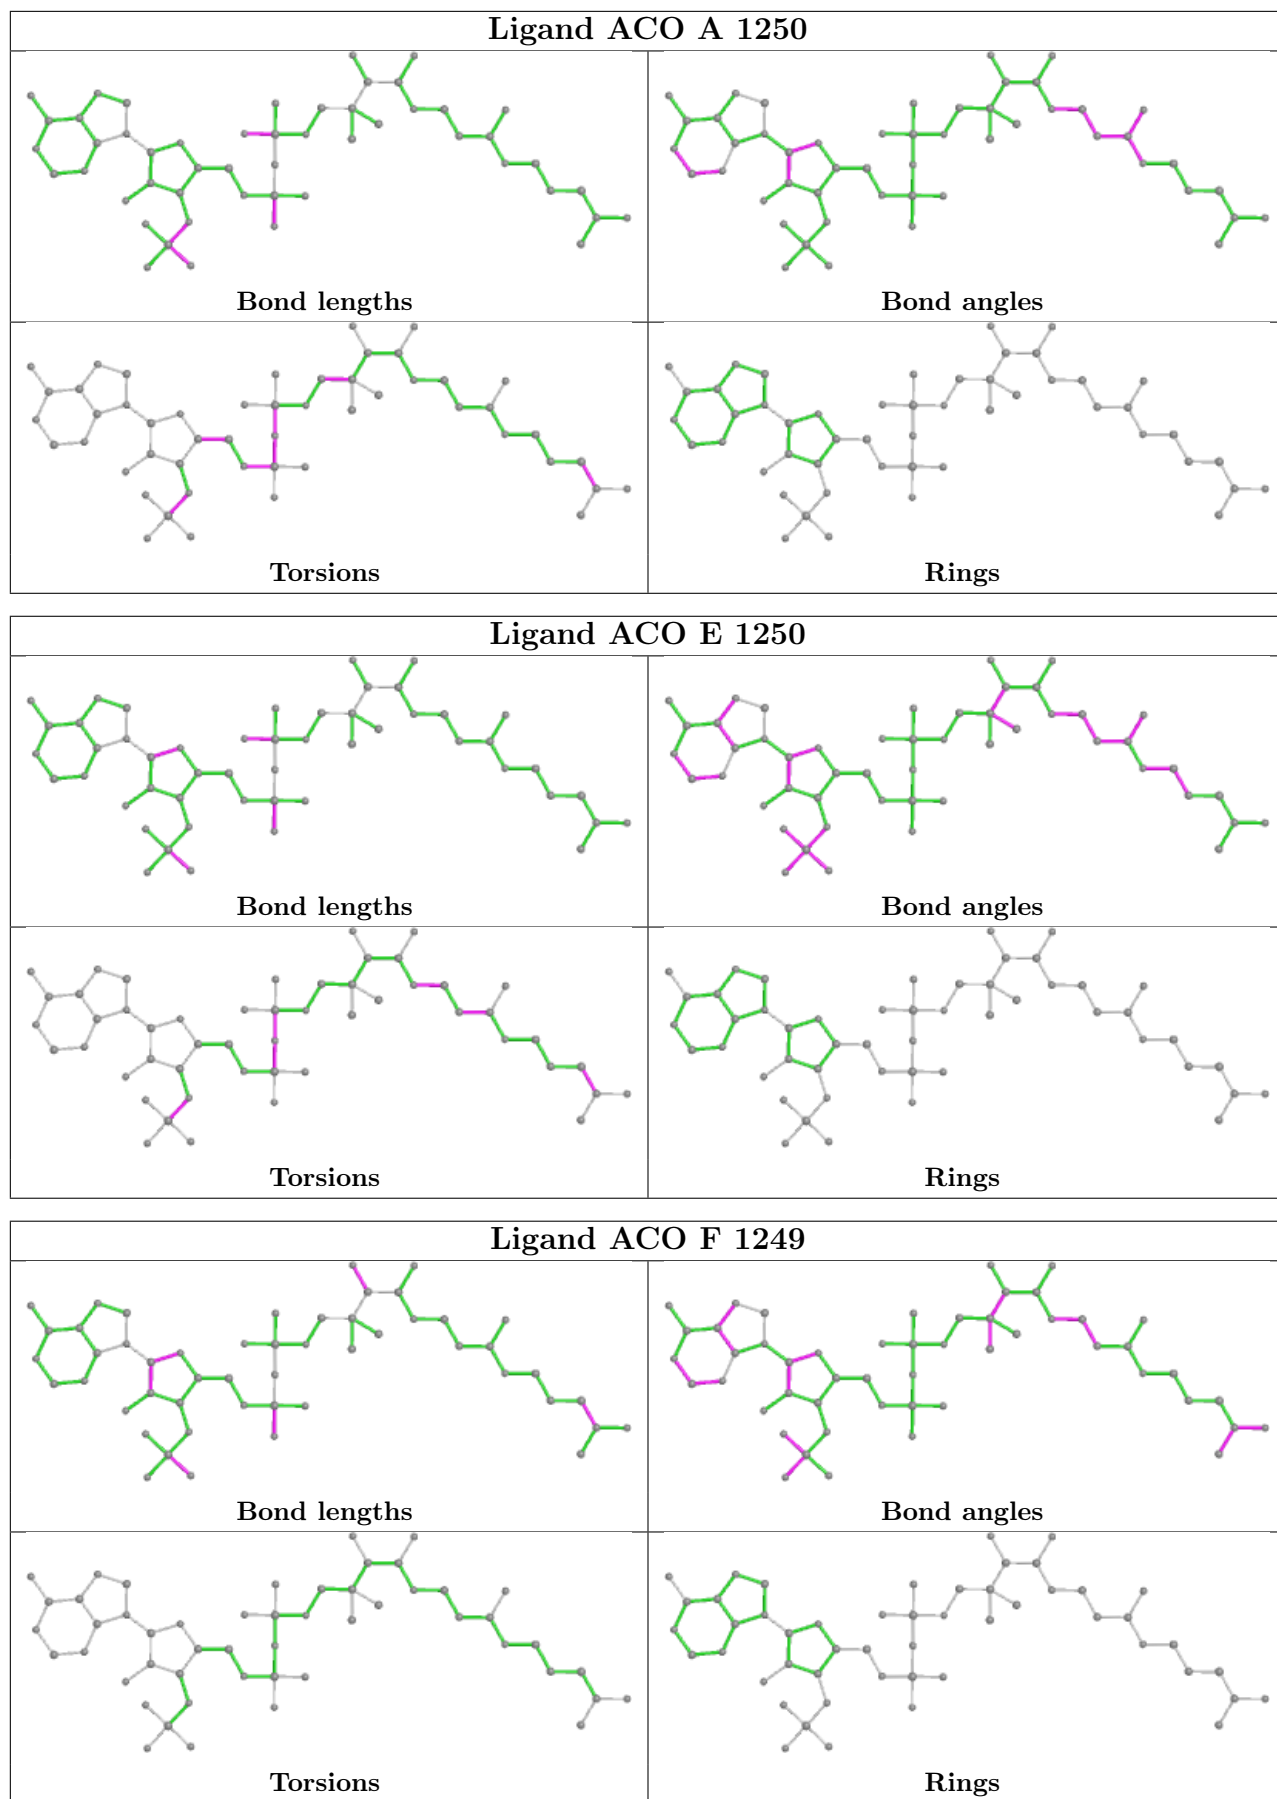 Ligand ACO A 1250
Bond lengths
Bond angles
Torsions
Rings
Ligand ACO E 1250
Bond lengths
Bond angles
Torsions
Rings
Ligand ACO F 1249
Bond lengths
Bond angles
Torsions
Rings